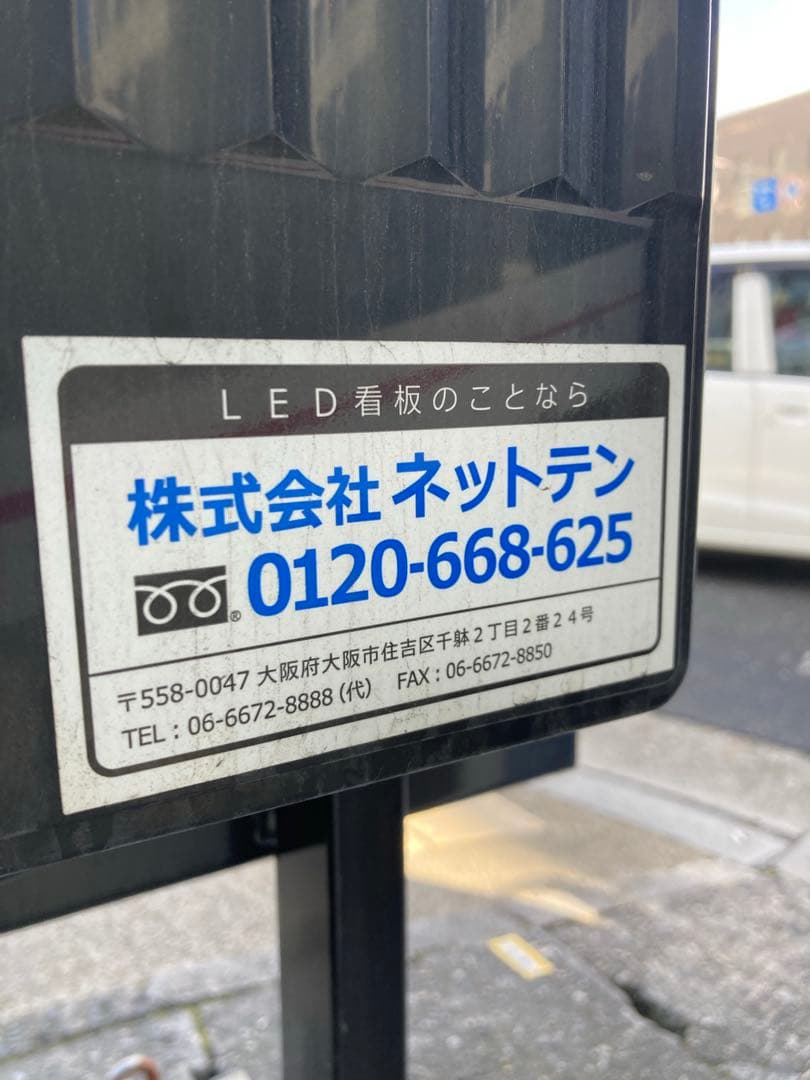 LED看板のことなら
株式会社ネットテン
0120-668-625
〒558-0047 大阪府大阪市住吉区千躰2丁目2番24号
TEL：06-6672-8888（代） FAX：06-6672-8850